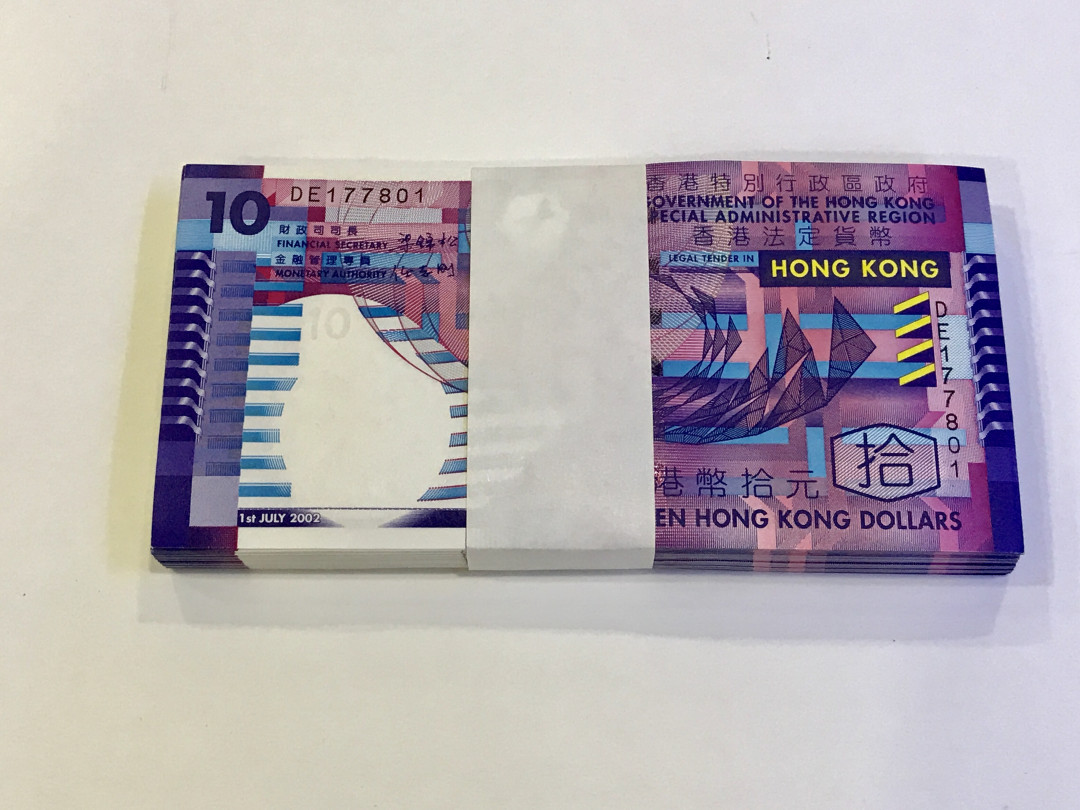 10
DE177801
財政司司長
FINANCIAL SECRETARY
金融管理專員
MONETARY AUTHORITY
10
1st JULY 2002
香港特別行政區政府
GOVERNMENT OF THE HONG KONG
SPECIAL ADMINISTRATIVE REGION
香港法定貨幣
LEGAL TENDER IN
HONG KONG
DE177801
拾
港幣拾元
EN HONG KONG DOLLARS